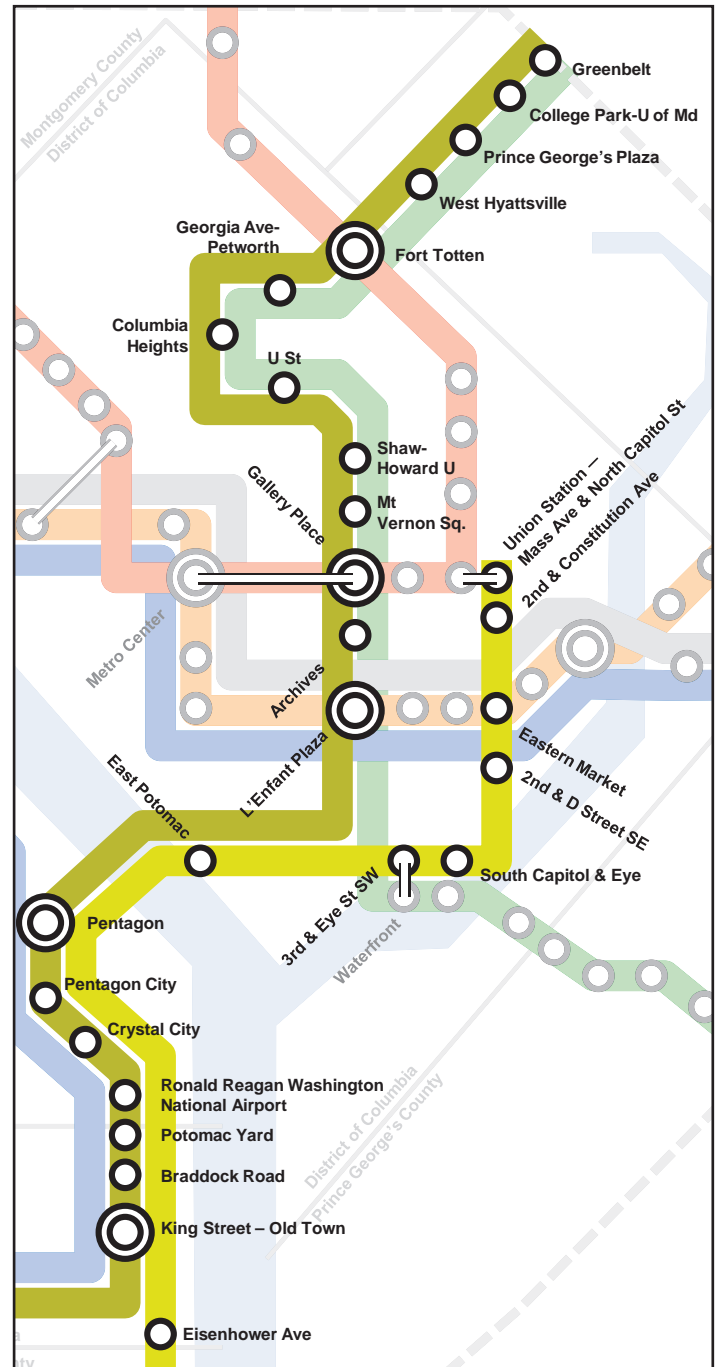 Montgomery County
District of Columbia
Greenbelt
College Park-U of Md
Prince George’s Plaza
West Hyattsville
Georgia Ave-
Petworth
Fort Totten
Columbia
Heights
U St
Shaw-
Howard U
Gallery Place
Mt
Vernon Sq.
Union Station —
Mass Ave & North Capitol St
2nd & Constitution Ave
Metro Center
Archives
L’Enfant Plaza
Eastern Market
2nd & D Street SE
East Potomac
South Capitol & Eye
3rd & Eye St SW
Waterfront
Pentagon
Pentagon City
Crystal City
Ronald Reagan Washington
National Airport
Potomac Yard
Braddock Road
King Street – Old Town
District of Columbia
Prince George’s County
Eisenhower Ave